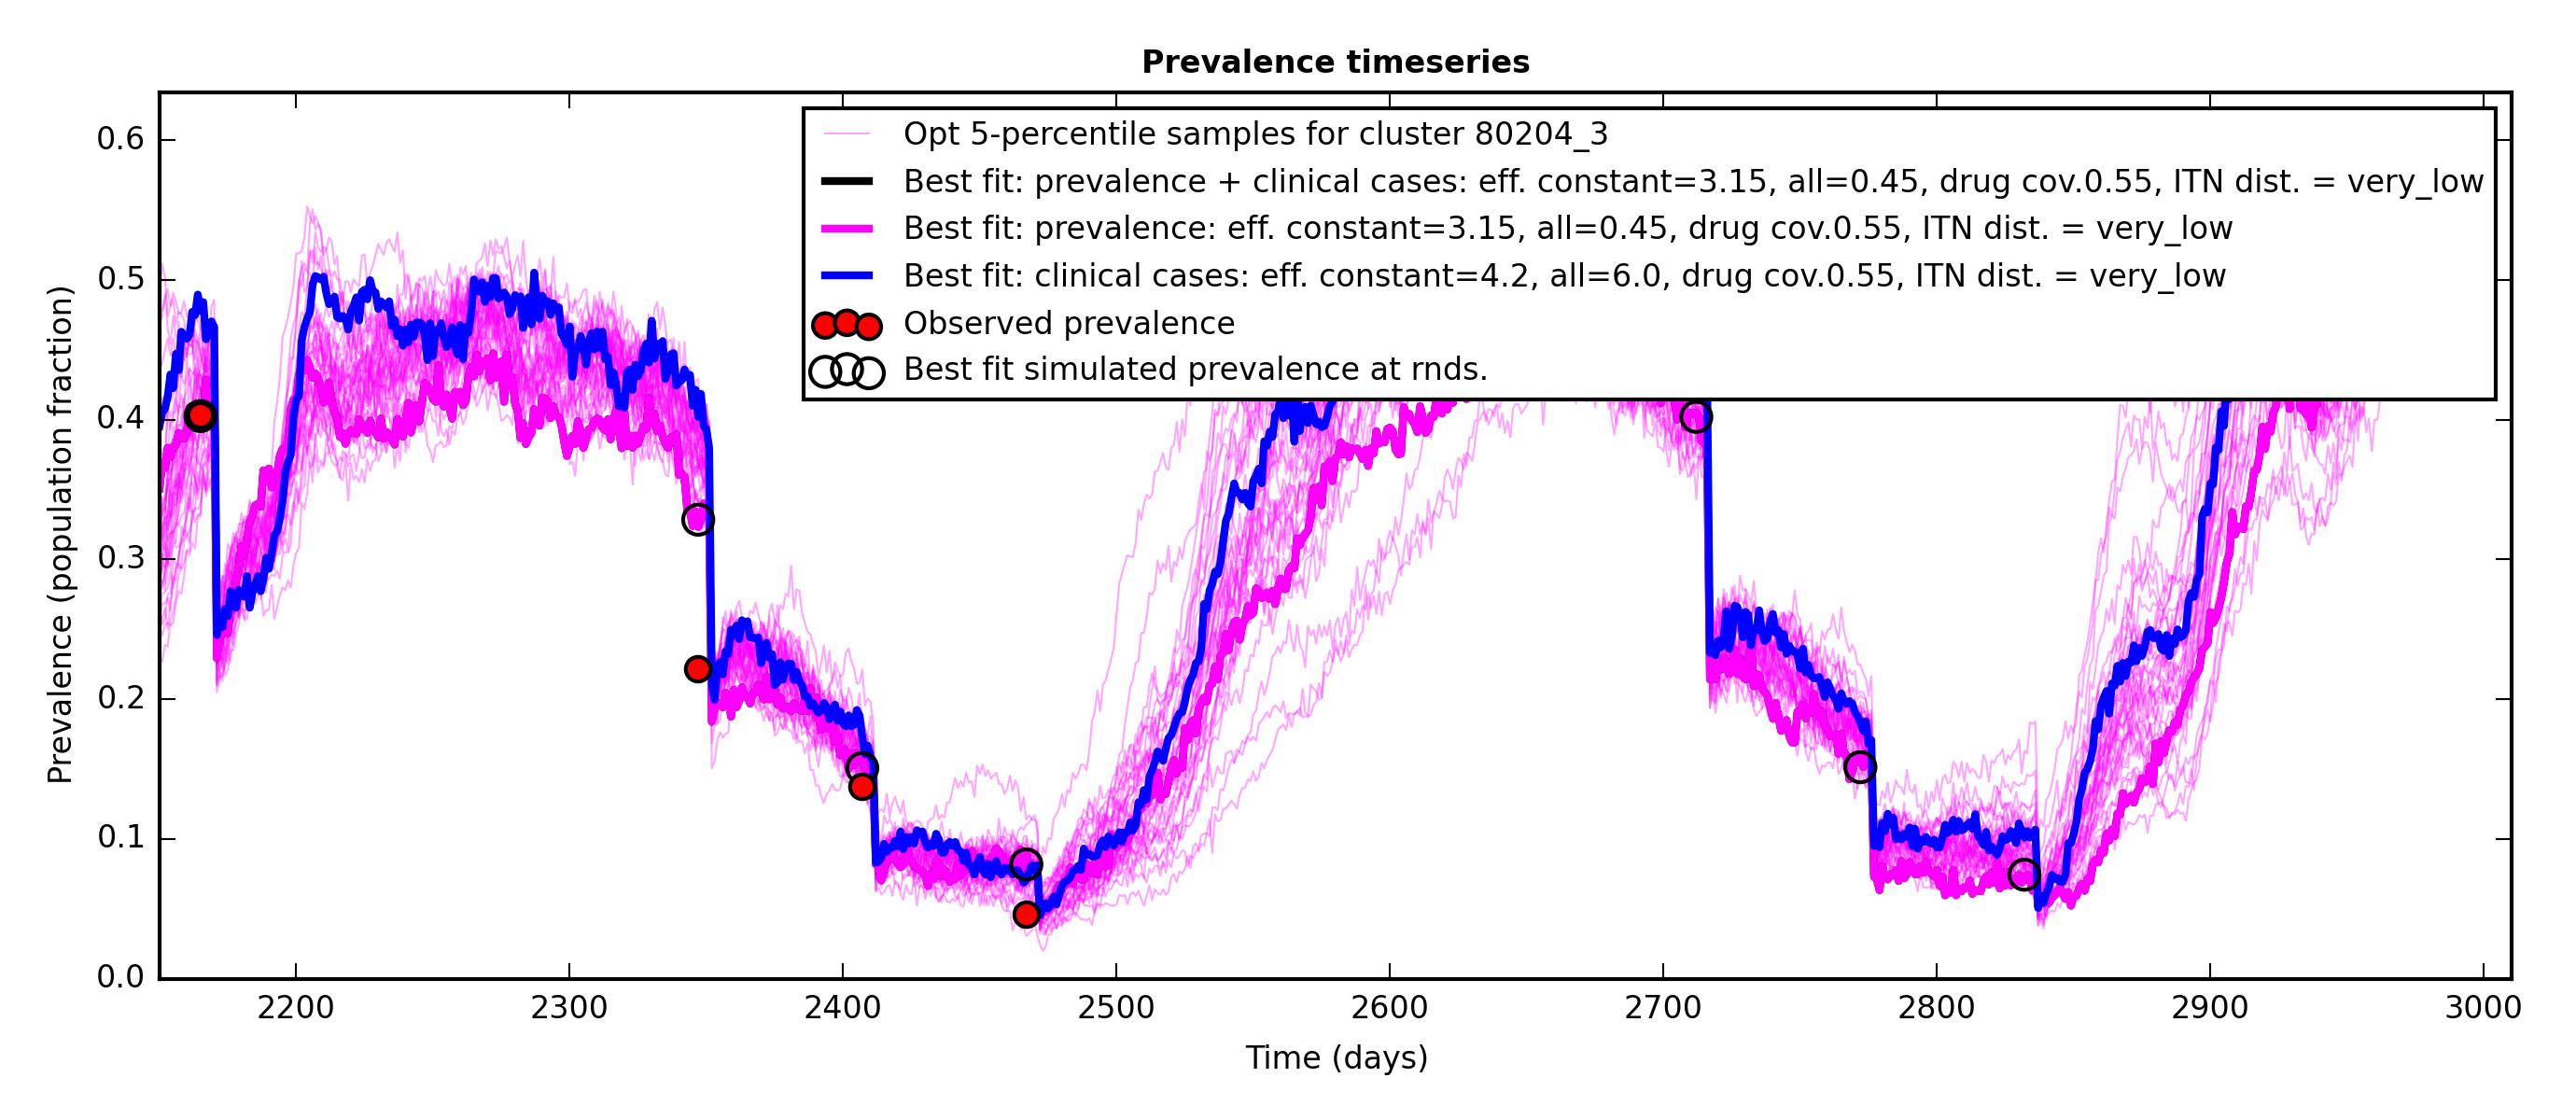 Prevalence timeseries
Opt 5-percentile samples for cluster 80204_3
Best fit: prevalence + clinical cases: eff. constant=3.15, all=0.45, drug cov.0.55, ITN dist. = very_low
Best fit: prevalence: eff. constant=3.15, all=0.45, drug cov.0.55, ITN dist. = very_low
Best fit: clinical cases: eff. constant=4.2, all=6.0, drug cov.0.55, ITN dist. = very_low
Observed prevalence
Best fit simulated prevalence at rnds.
Prevalence (population fraction)
0.6
0.5
0.4
0.3
0.2
0.1
0.0
2200 2300 2400 2500 2600 2700 2800 2900 3000
Time (days)